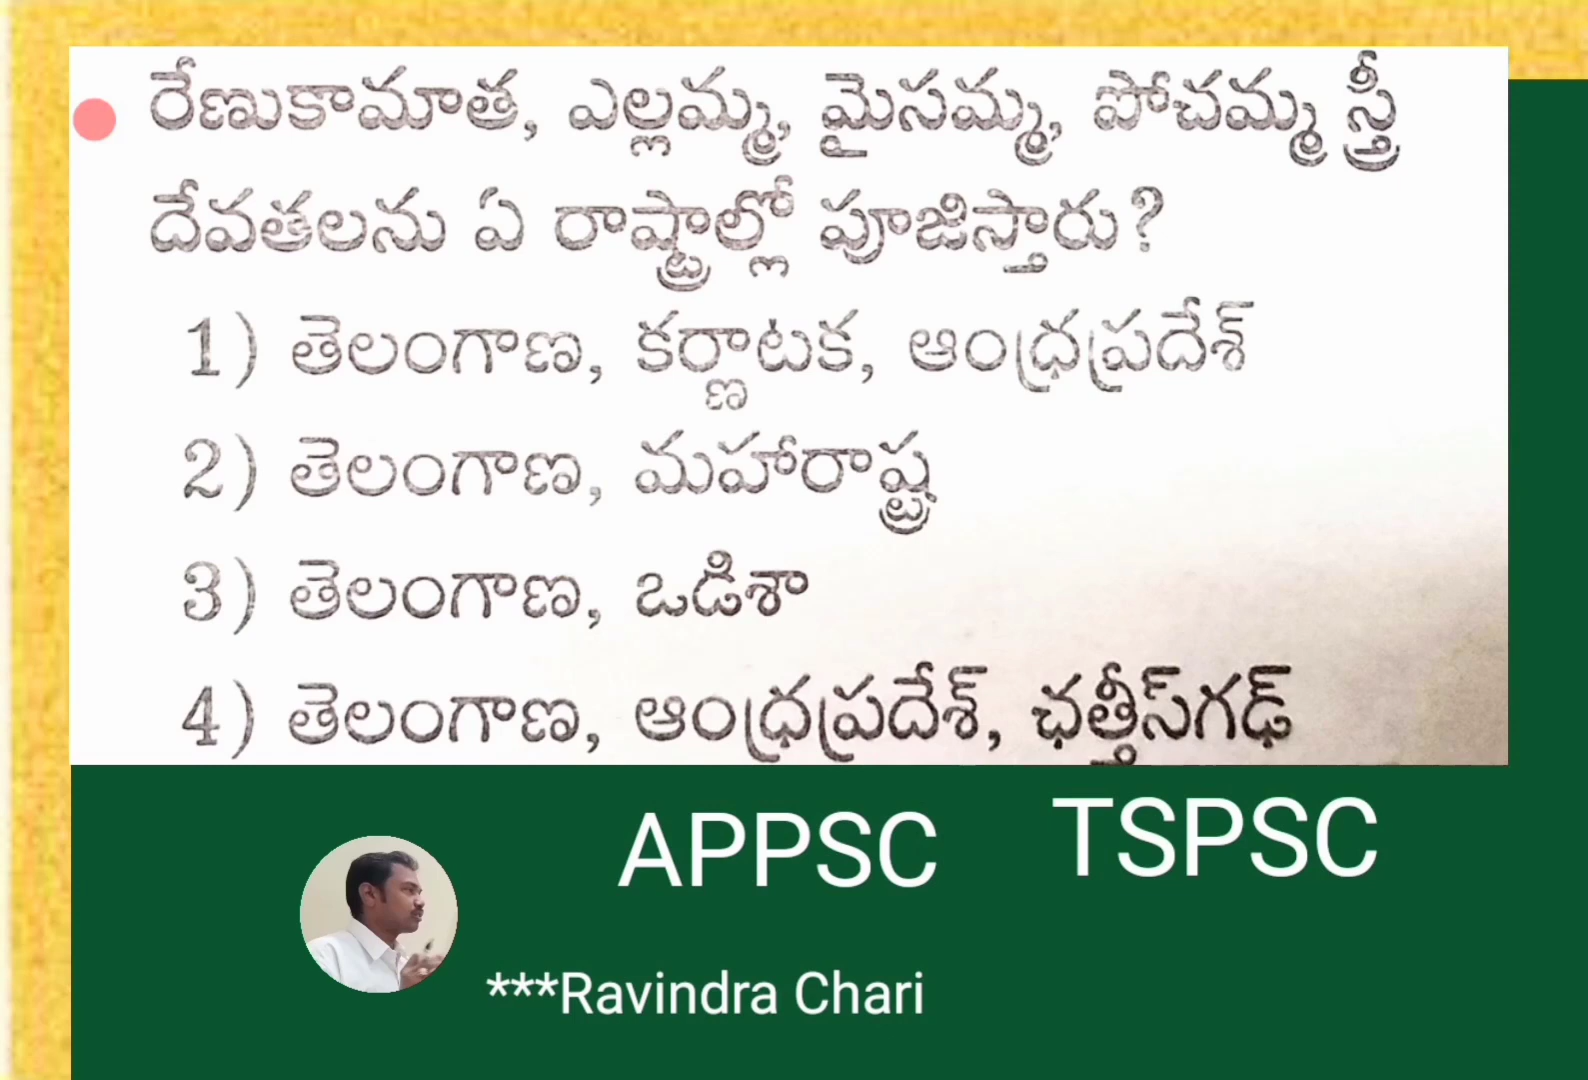 రేణుకామాత, ఎల్లమ్మ, మైసమ్మ, పోచమ్మ స్త్రీ
దేవతలను ఏ రాష్ట్రాల్లో పూజిస్తారు?
1) తెలంగాణ, కర్ణాటక, ఆంధ్రప్రదేశ్
2) తెలంగాణ, మహారాష్ట్ర
3) తెలంగాణ, ఒడిశా
4) తెలంగాణ, ఆంధ్రప్రదేశ్, ఛత్తీస్‌గఢ్
APPSC TSPSC
***Ravindra Chari